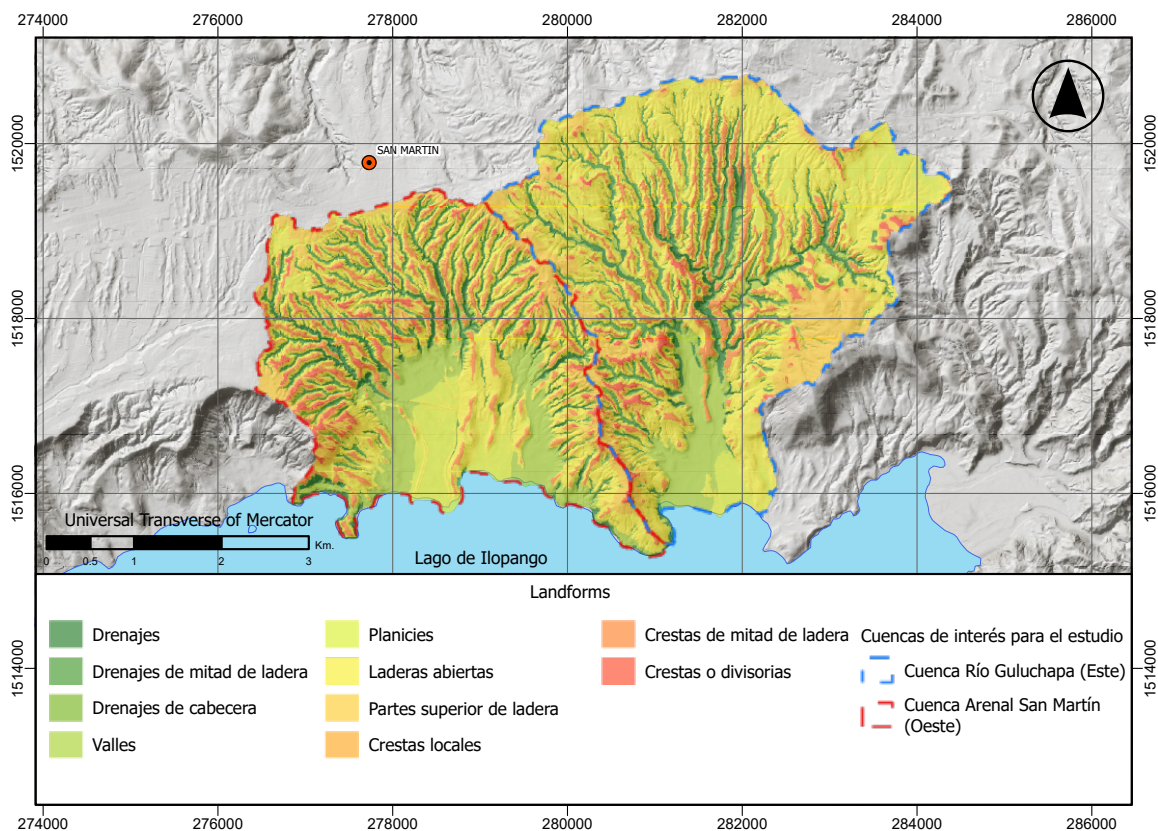 274000 276000 278000 280000 282000 284000 286000
1520000 1520000
SAN MARTIN
1518000 1518000
1516000 1516000
Universal Transverse of Mercator
Km.
0 0.5 1 2 3
Lago de Ilopango
Landforms
Drenajes
Drenajes de mitad de ladera
Drenajes de cabecera
Valles
Planicies
Laderas abiertas
Partes superior de ladera
Crestas locales
Crestas de mitad de ladera
Crestas o divisorias
Cuencas de interés para el estudio
Cuenca Río Guluchapa (Este)
Cuenca Arenal San Martín
(Oeste)
1514000 1514000
274000 276000 278000 280000 282000 284000 286000